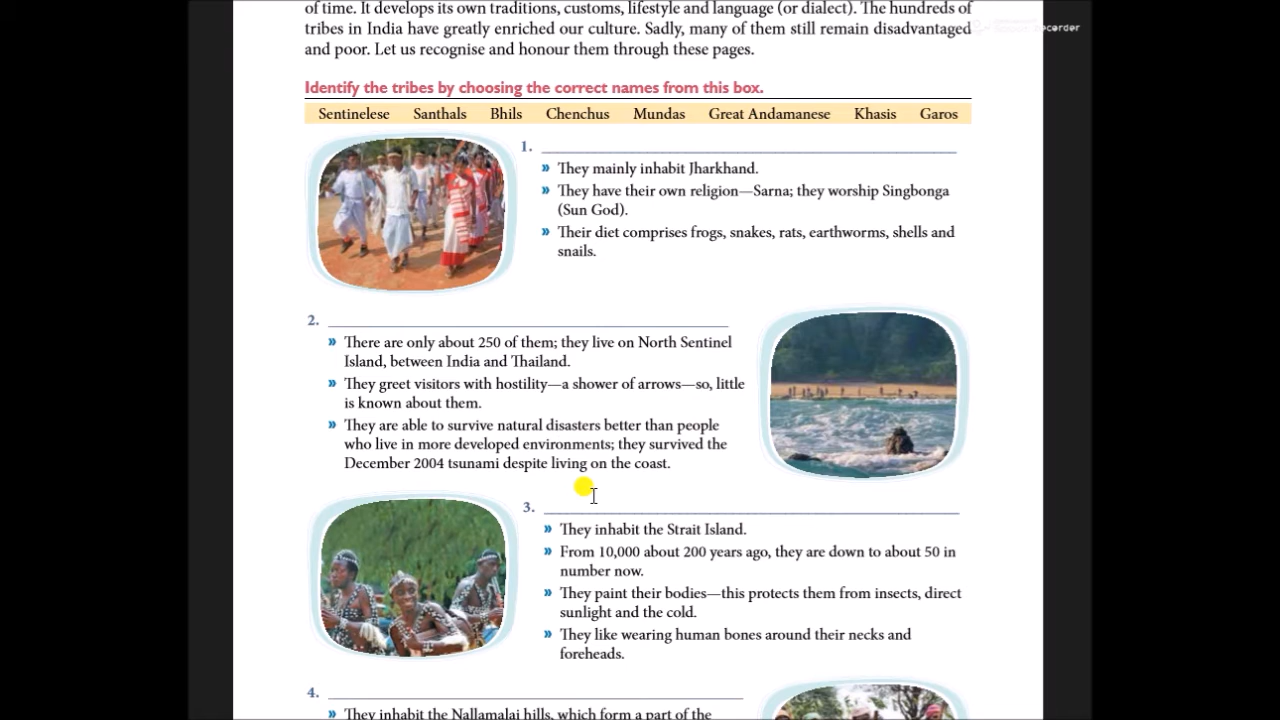 of time. It develops its own traditions, customs, lifestyle and language (or dialect). The hundreds of
tribes in India have greatly enriched our culture. Sadly, many of them still remain disadvantaged
and poor. Let us recognise and honour them through these pages.
Identify the tribes by choosing the correct names from this box.
Sentinelese Santhals Bhils Chenchus Mundas Great Andamanese Khasis Garos
1.
» They mainly inhabit Jharkhand.
» They have their own religion—Sarna; they worship Singbonga
(Sun God).
» Their diet comprises frogs, snakes, rats, earthworms, shells and
snails.
2.
» There are only about 250 of them; they live on North Sentinel
Island, between India and Thailand.
» They greet visitors with hostility—a shower of arrows—so, little
is known about them.
» They are able to survive natural disasters better than people
who live in more developed environments; they survived the
December 2004 tsunami despite living on the coast.
3.
» They inhabit the Strait Island.
» From 10,000 about 200 years ago, they are down to about 50 in
number now.
» They paint their bodies—this protects them from insects, direct
sunlight and the cold.
» They like wearing human bones around their necks and
foreheads.
4.
» They inhabit the Nallamalai hills, which form a part of the